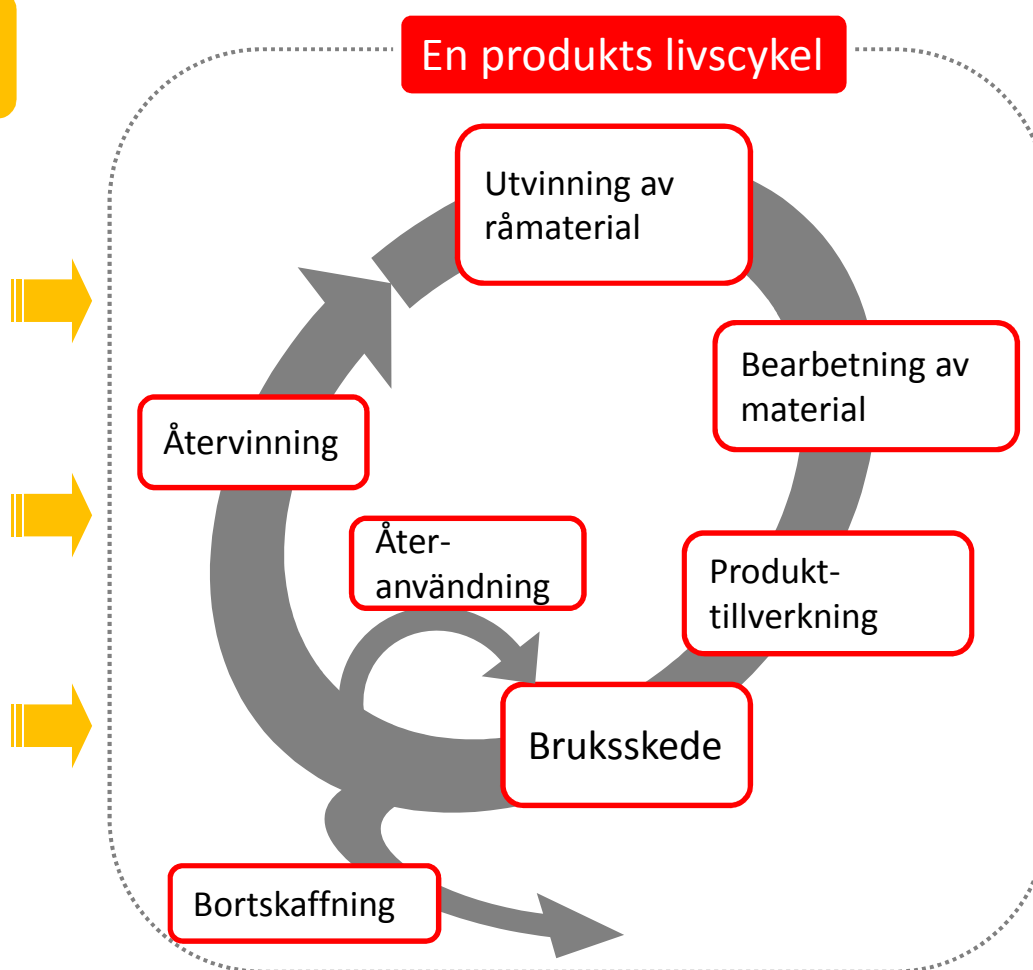 En produkts livscykel
Utvinning av
råmaterial
Bearbetning av
material
Produkt-
tillverkning
Bruksskede
Åter-
användning
Återvinning
Bortskaffning